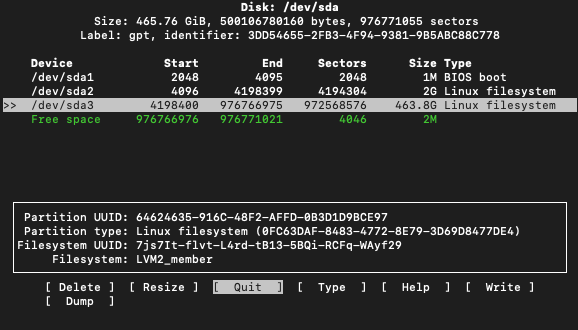 Disk: /dev/sda
Size: 465.76 GiB, 500106780160 bytes, 976771055 sectors
Label: gpt, identifier: 3DD54655-2FB3-4F94-9381-9B5ABC88C778
Device Start End Sectors Size Type
/dev/sda1 2048 4095 2048 1M BIOS boot
/dev/sda2 4096 4198399 4194304 2G Linux filesystem
>> /dev/sda3 4198400 976766975 972568576 463.8G Linux filesystem
Free space 976766976 976771021 4046 2M
Partition UUID: 64624635-916C-48F2-AFFD-0B3D1D9BCE97
Partition type: Linux filesystem (0FC63DAF-8483-4772-8E79-3D69D8477DE4)
Filesystem UUID: 7js7It-flvt-L4rd-tB13-5BQi-RCFq-WAyf29
Filesystem: LVM2_member
[ Delete ] [ Resize ] [ Quit ] [ Type ] [ Help ] [ Write ]
[ Dump ]